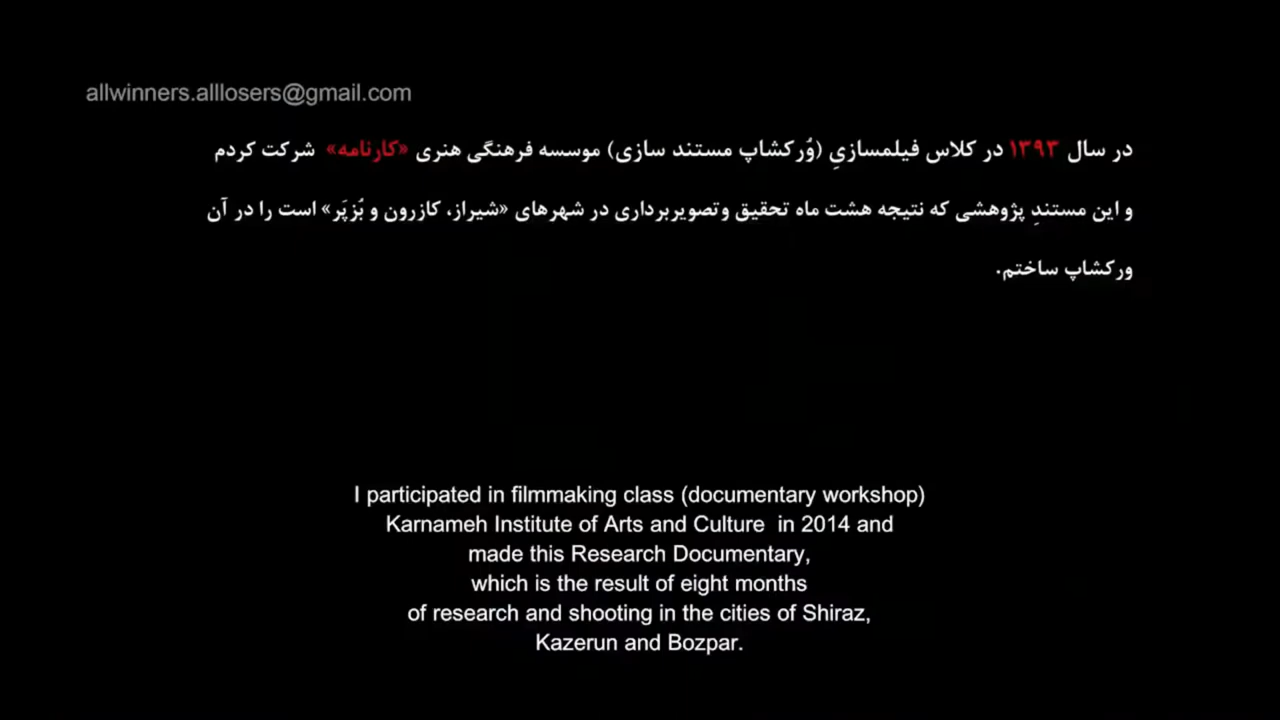 allwinners.alllosers@gmail.com
در سال ۱۳۹۳ در کلاس فیلمسازیِ (وُرکشاپ مستند سازی) موسسه فرهنگی هنری «کارنامه» شرکت کردم
و این مستندِ پژوهشی که نتیجه هشت ماه تحقیق وتصویربرداری در شهرهای «شیراز، کازرون و بُزپَر» است را در آن
ورکشاپ ساختم.
I participated in filmmaking class (documentary workshop)
Karnameh Institute of Arts and Culture in 2014 and
made this Research Documentary,
which is the result of eight months
of research and shooting in the cities of Shiraz,
Kazerun and Bozpar.